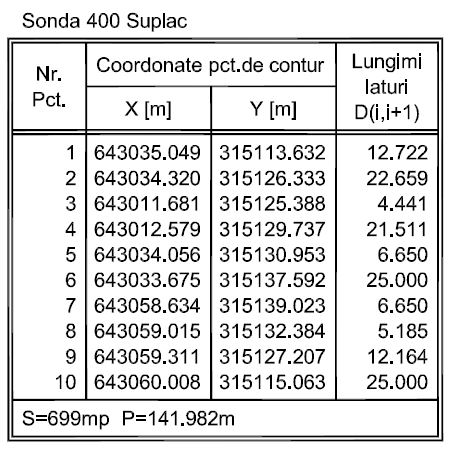 Sonda 400 Suplac
Nr. Pct. Coordonate pct.de contur Lungimi laturi D(i,i+1)
X [m] Y [m]
1 643035.049 315113.632 12.722
2 643034.320 315126.333 22.659
3 643011.681 315125.388 4.441
4 643012.579 315129.737 21.511
5 643034.056 315130.953 6.650
6 643033.675 315137.592 25.000
7 643058.634 315139.023 6.650
8 643059.015 315132.384 5.185
9 643059.311 315127.207 12.164
10 643060.008 315115.063 25.000
S=699mp P=141.982m